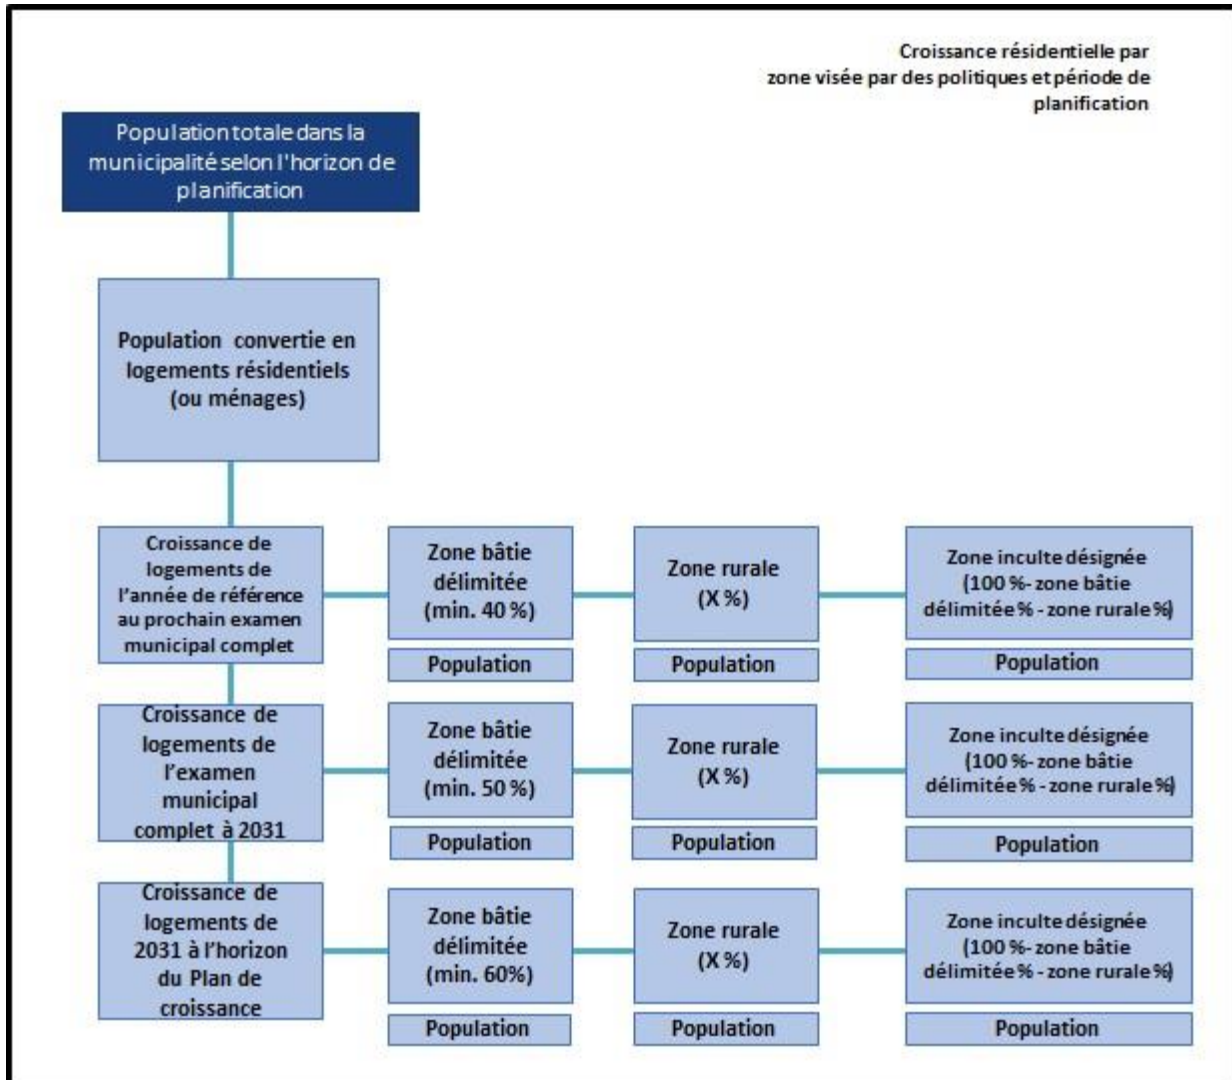 Croissance résidentielle par
zone visée par des politiques et période de
planification
Population totale dans la
municipalité selon l'horizon de
planification
Population convertie en
logements résidentiels
(ou ménages)
Croissance de
logements de
l'année de référence
au prochain examen
municipal complet
Zone bâtie
délimitée
(min. 40 %)
Population
Zone rurale
(X %)
Population
Zone inculte désignée
(100 %- zone bâtie
délimitée % - zone rurale %)
Population
Croissance de
logements de
l'examen
municipal
complet à 2031
Zone bâtie
délimitée
(min. 50 %)
Population
Zone rurale
(X %)
Population
Zone inculte désignée
(100 %- zone bâtie
délimitée % - zone rurale %)
Population
Croissance de
logements de
2031 à l'horizon
du Plan de
croissance
Zone bâtie
délimitée
(min. 60%)
Population
Zone rurale
(X %)
Population
Zone inculte désignée
(100 %- zone bâtie
délimitée % - zone rurale %)
Population